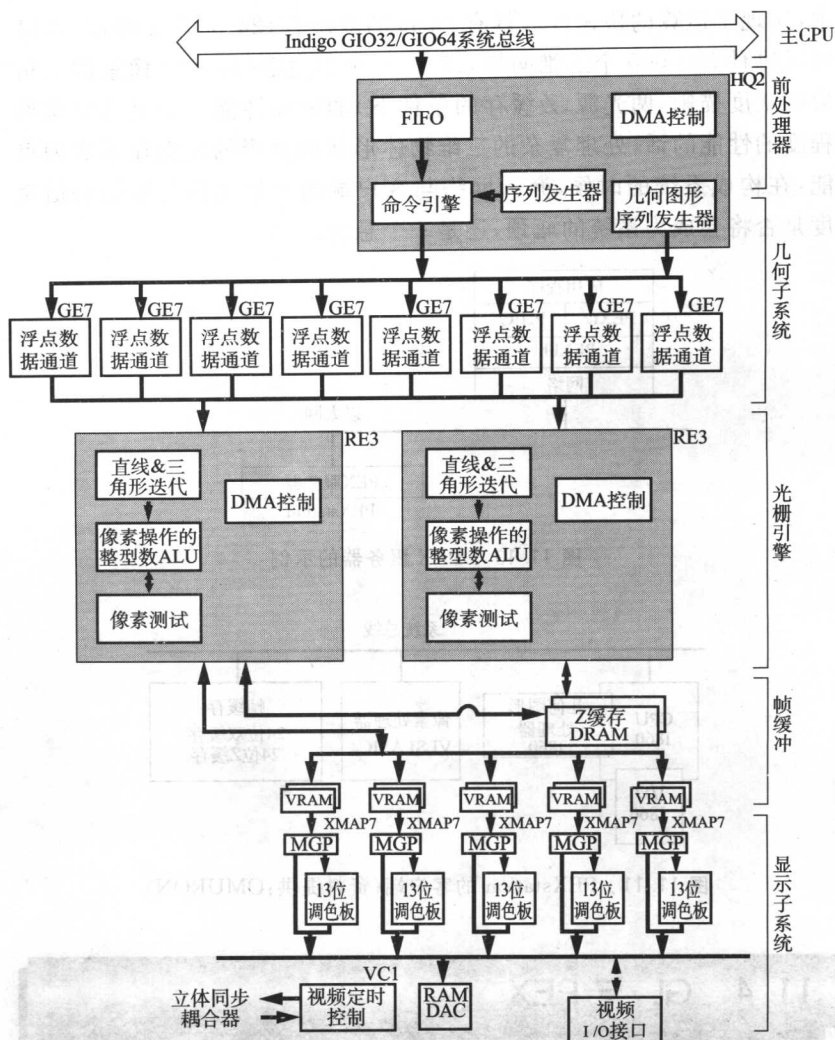 Indigo GIO32/GIO64系统总线
主CPU
HQ2
FIFO
DMA控制
前处理器
命令引擎
序列发生器
几何图形
序列发生器
几何子系统
GE7
GE7
GE7
GE7
GE7
GE7
GE7
GE7
浮点数
据通道
浮点数
据通道
浮点数
据通道
浮点数
据通道
浮点数
据通道
浮点数
据通道
浮点数
据通道
浮点数
据通道
RE3
直线&三
角形迭代
DMA控制
像素操作的
整型数ALU
像素测试
RE3
直线&三
角形迭代
DMA控制
像素操作的
整型数ALU
像素测试
光栅引擎
Z缓存
DRAM
帧缓冲
VRAM
VRAM
VRAM
VRAM
VRAM
XMAP7
XMAP7
XMAP7
XMAP7
XMAP7
MGP
MGP
MGP
MGP
MGP
13位
调色板
13位
调色板
13位
调色板
13位
调色板
13位
调色板
显示子系统
VC1
立体同步
耦合器
视频定时
控制
RAM
DAC
视频
I/O接口